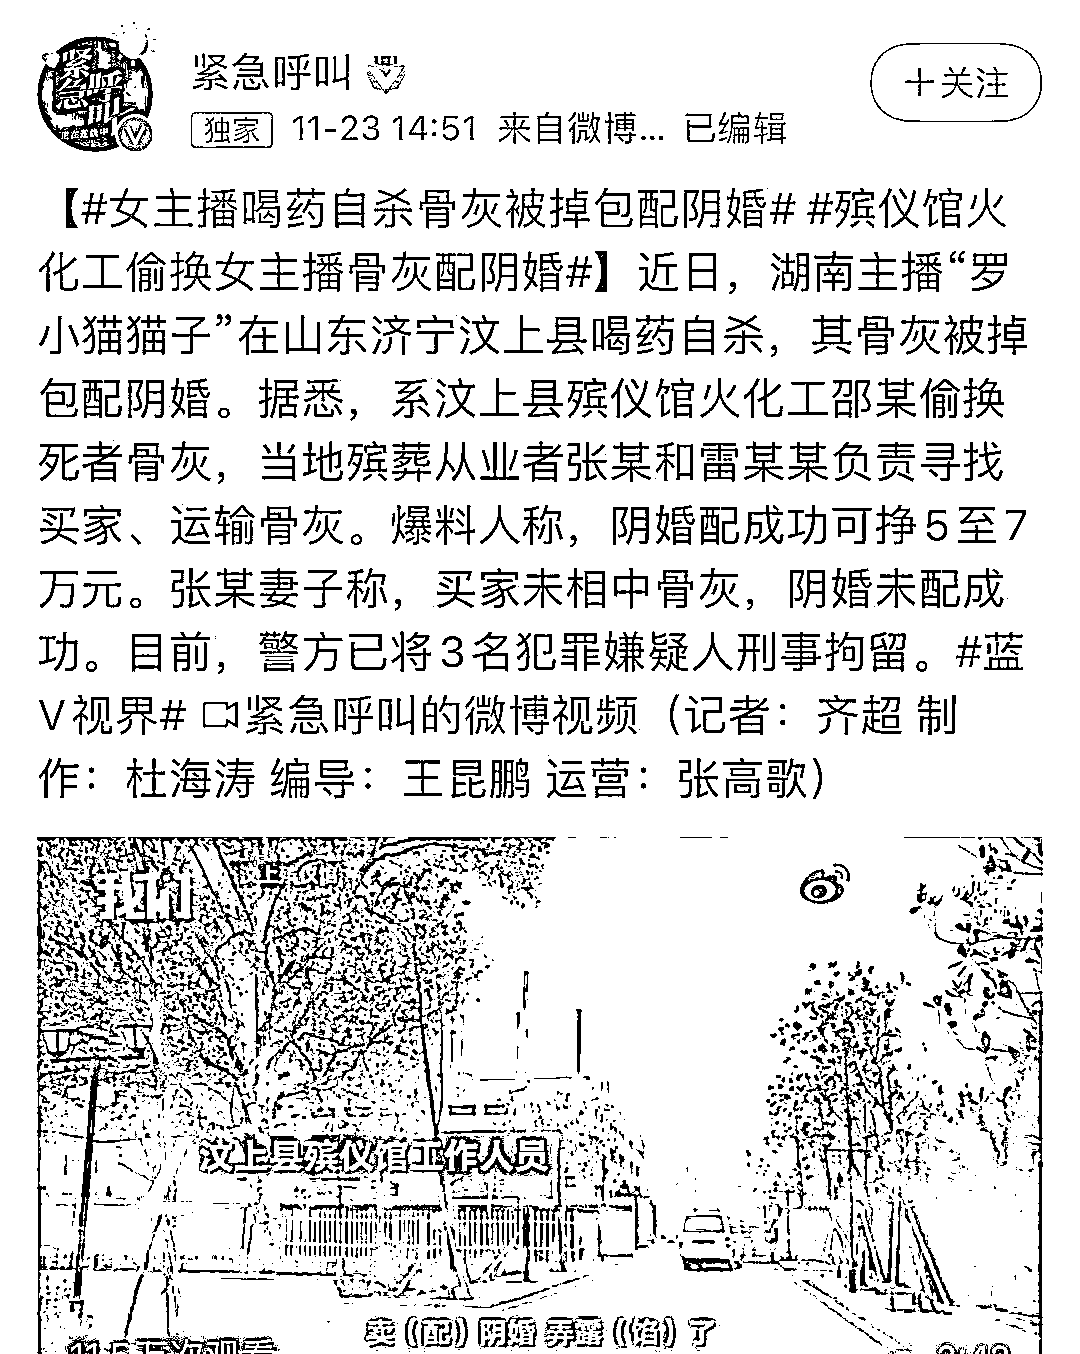 紧急呼叫
紧急呼叫
独家 11-23 14:51 来自微博... 已编辑
+关注
【#女主播喝药自杀骨灰被掉包配阴婚# #殡仪馆火
化工偷换女主播骨灰配阴婚#】近日，湖南主播“罗
小猫猫子”在山东济宁汶上县喝药自杀，其骨灰被掉
包配阴婚。据悉，系汶上县殡仪馆火化工邵某偷换
死者骨灰，当地殡葬从业者张某和雷某某负责寻找
买家、运输骨灰。爆料人称，阴婚配成功可挣5至7
万元。张某妻子称，买家未相中骨灰，阴婚未配成
功。目前，警方已将3名犯罪嫌疑人刑事拘留。#蓝
V视界# 紧急呼叫的微博视频（记者：齐超 制
作：杜海涛 编导：王昆鹏 运营：张高歌）
我们
汶上县殡仪馆工作人员
卖（配）阴婚 弄露（馅）了